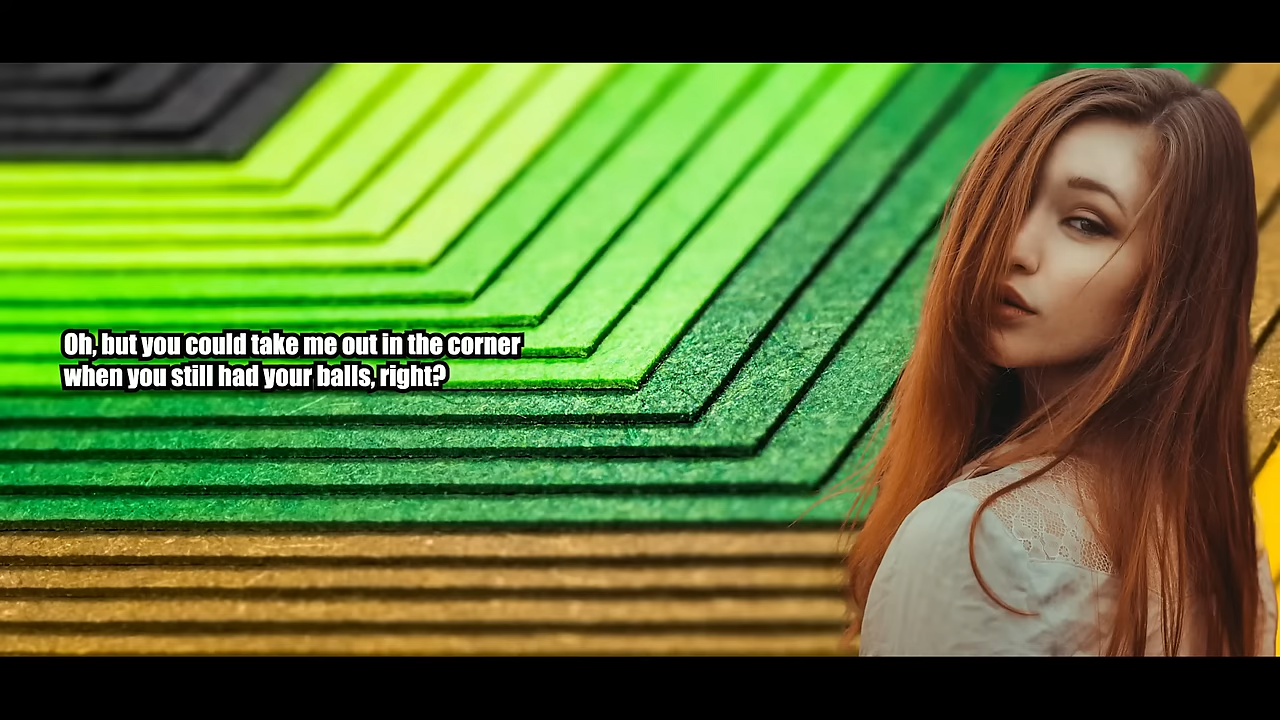 Oh, but you could take me out in the corner
when you still had your balls, right?